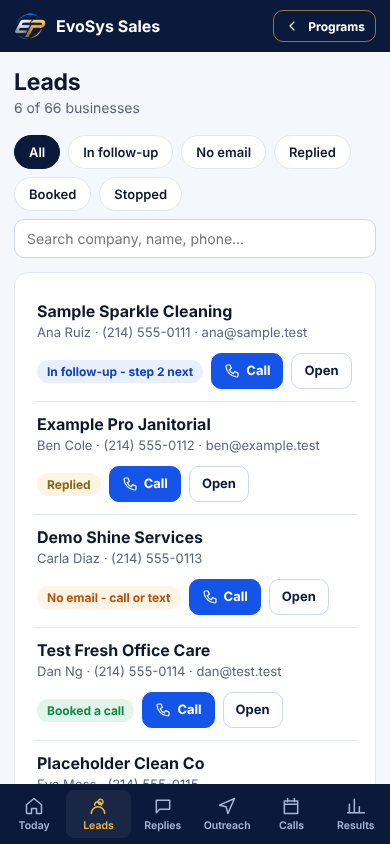 EP EvoSys Sales
Programs
Leads
6 of 66 businesses
All
In follow-up
No email
Replied
Booked
Stopped
Search company, name, phone...
Sample Sparkle Cleaning
Ana Ruiz · (214) 555-0111 · ana@sample.test
In follow-up - step 2 next
Call
Open
Example Pro Janitorial
Ben Cole · (214) 555-0112 · ben@example.test
Replied
Call
Open
Demo Shine Services
Carla Diaz · (214) 555-0113
No email - call or text
Call
Open
Test Fresh Office Care
Dan Ng · (214) 555-0114 · dan@test.test
Booked a call
Call
Open
Placeholder Clean Co
Today
Leads
Replies
Outreach
Calls
Results